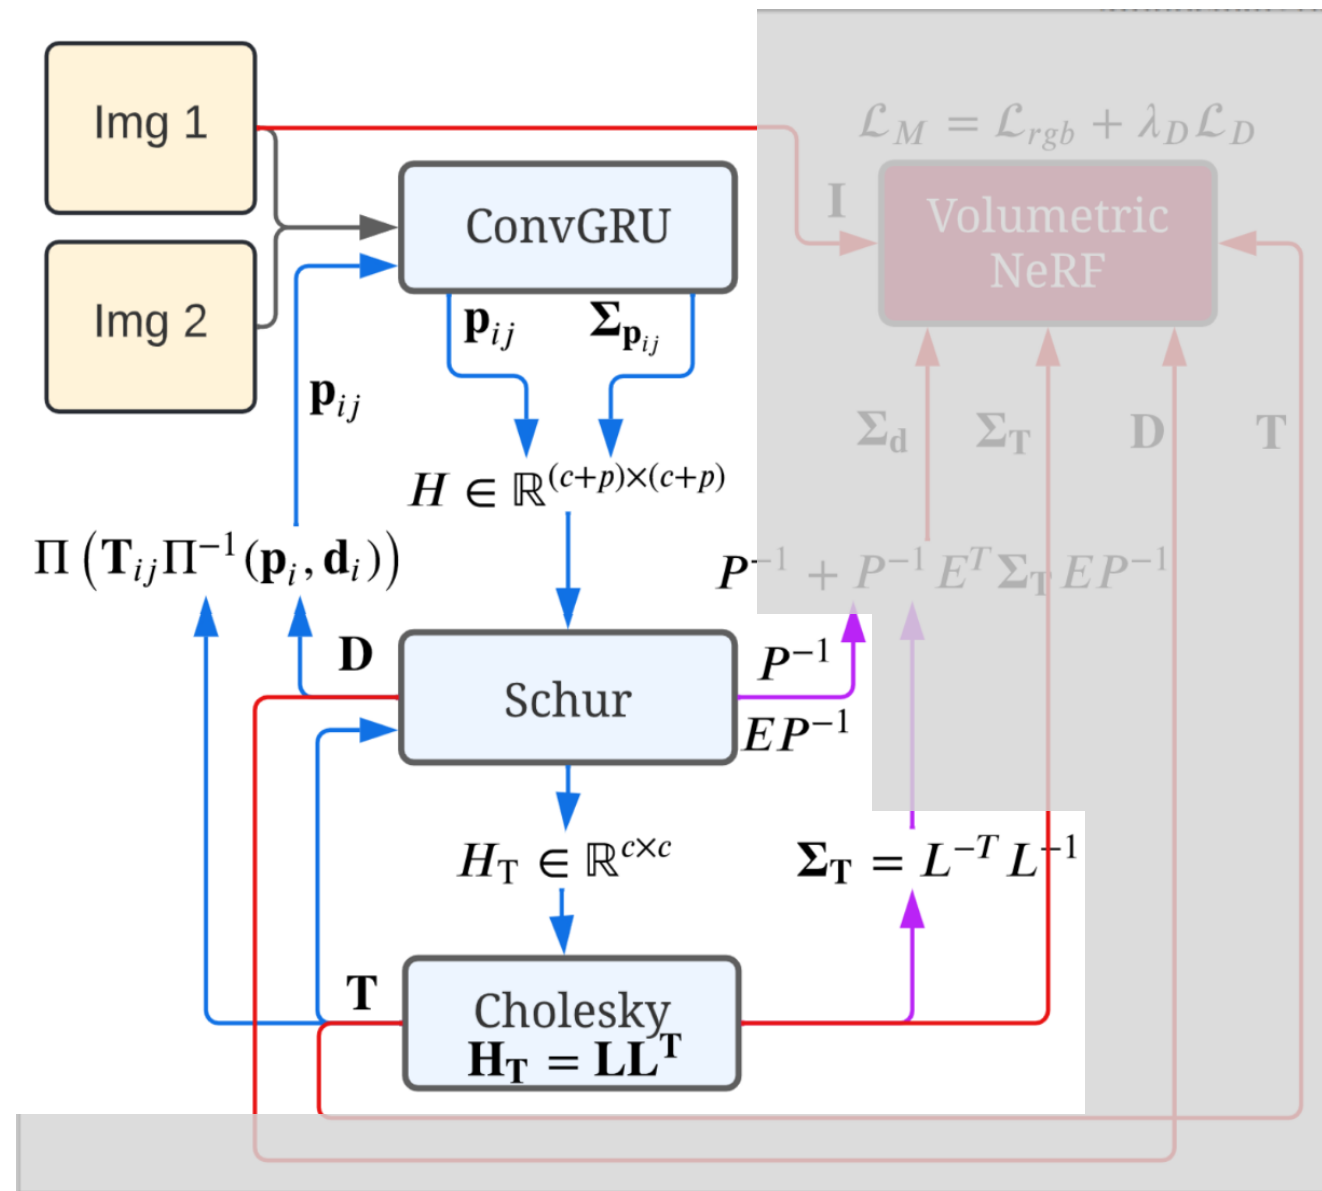 Img 1
Img 2
ConvGRU
𝓛_M = 𝓛_rgb + λ_D 𝓛_D
Volumetric
NeRF
I
p_ij
Σ_p_ij
p_ij
Σ_d
Σ_T
D
T
H ∈ ℝ^(c+p)×(c+p)
Π (T_ij Π^−1 (p_i, d_i))
P^−1 + P^−1 E^T Σ_T EP^−1
D
Schur
P^−1
EP^−1
H_T ∈ ℝ^c×c
Σ_T = L^−T L^−1
T
Cholesky
H_T = LL^T